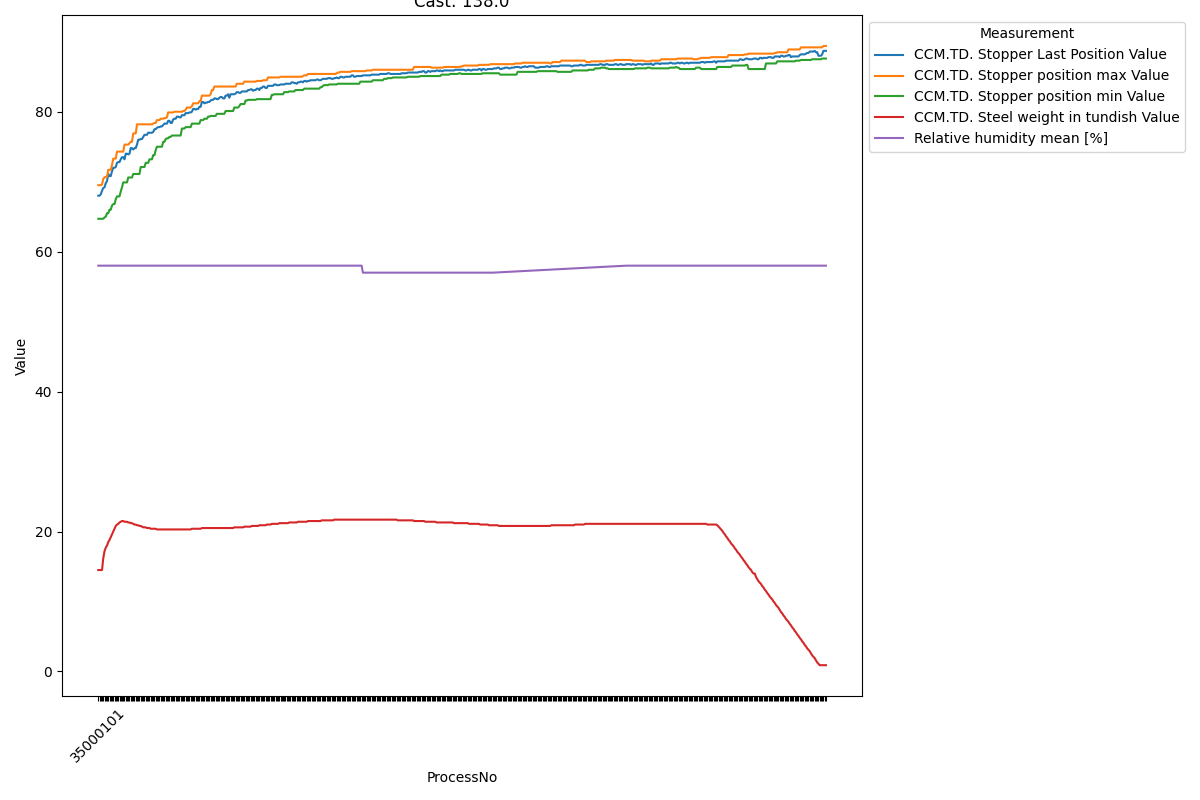 Cast: 138.0
Measurement
CCM.TD. Stopper Last Position Value
CCM.TD. Stopper position max Value
CCM.TD. Stopper position min Value
CCM.TD. Steel weight in tundish Value
Relative humidity mean [%]
80
60
40
20
0
Value
35000101
ProcessNo